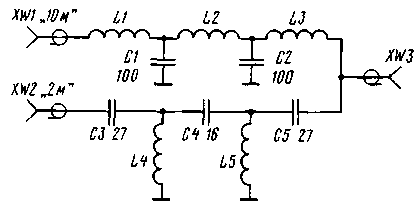 XW1 „10м" L1 L2 L3
C1 100 C2 100 XW3
XW2 „2м"
C3 27 C4 16 C5 27
L4 L5